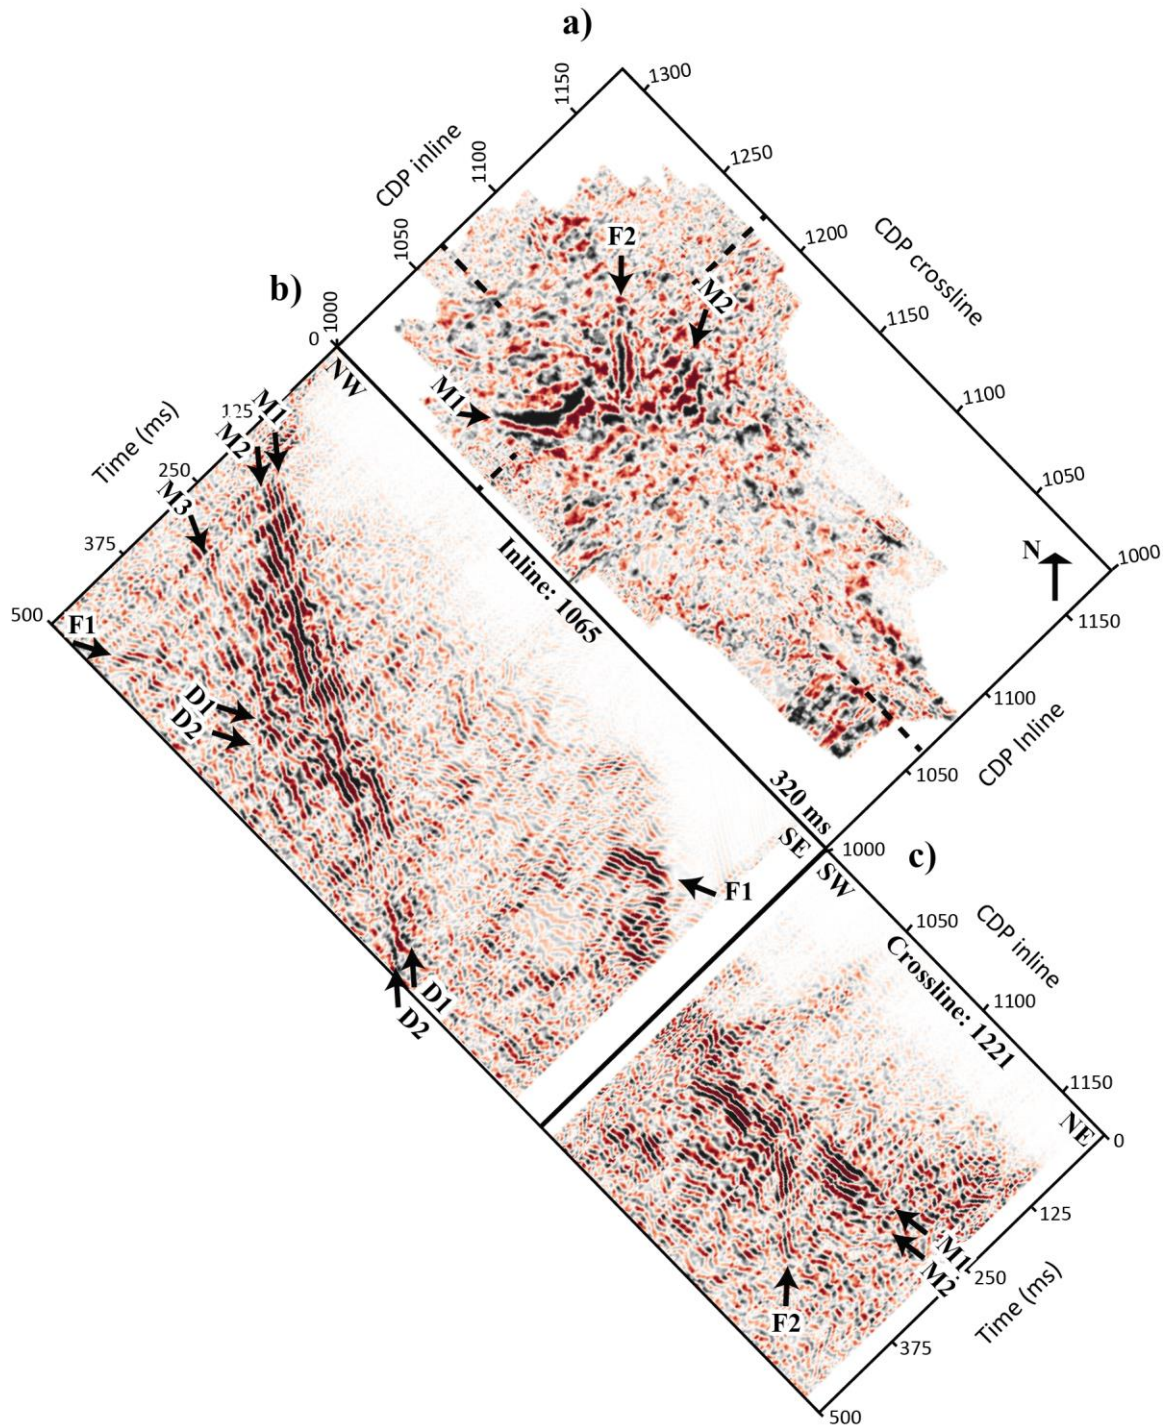 a)
1150
1300
1100
1250
CDP inline
1050
F2
1200
CDP crossline
M2
b)
1000
0
NW
1150
M1
M1
125
M2
Time (ms)
250
M3
1100
375
Inline: 1065
1050
N
1000
500
F1
1150
D1
D2
1100
CDP Inline
1050
320 ms
SE
1000
c)
SW
F1
1050
CDP inline
Crossline: 1221
D1
D2
1100
1150
NE
0
125
M1
M2
250
Time (ms)
F2
375
500